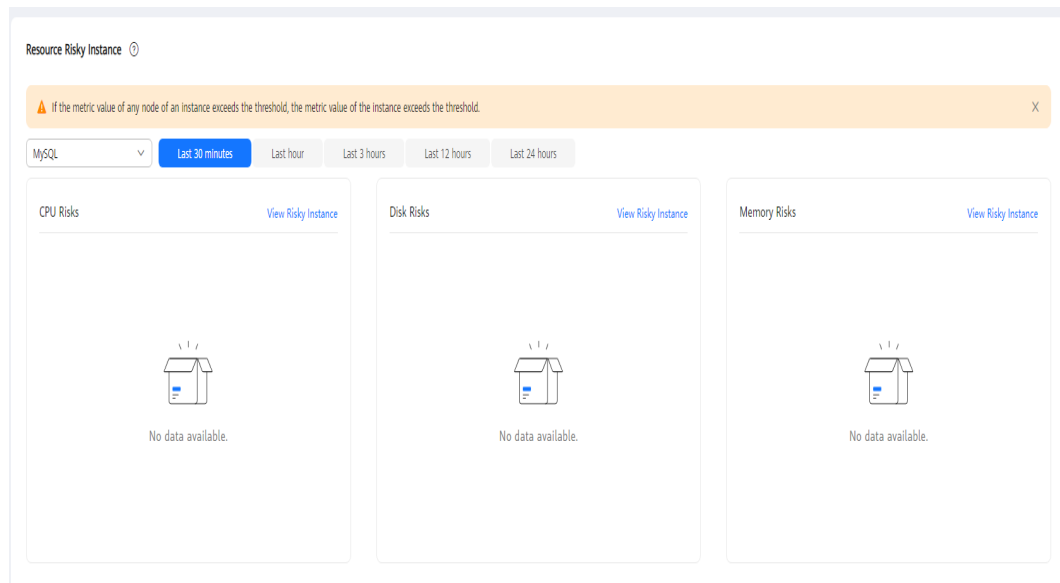 Resource Risky Instance ?
If the metric value of any node of an instance exceeds the threshold, the metric value of the instance exceeds the threshold.
MySQL Last 30 minutes Last hour Last 3 hours Last 12 hours Last 24 hours
CPU Risks View Risky Instance
Disk Risks View Risky Instance
Memory Risks View Risky Instance
No data available.
No data available.
No data available.